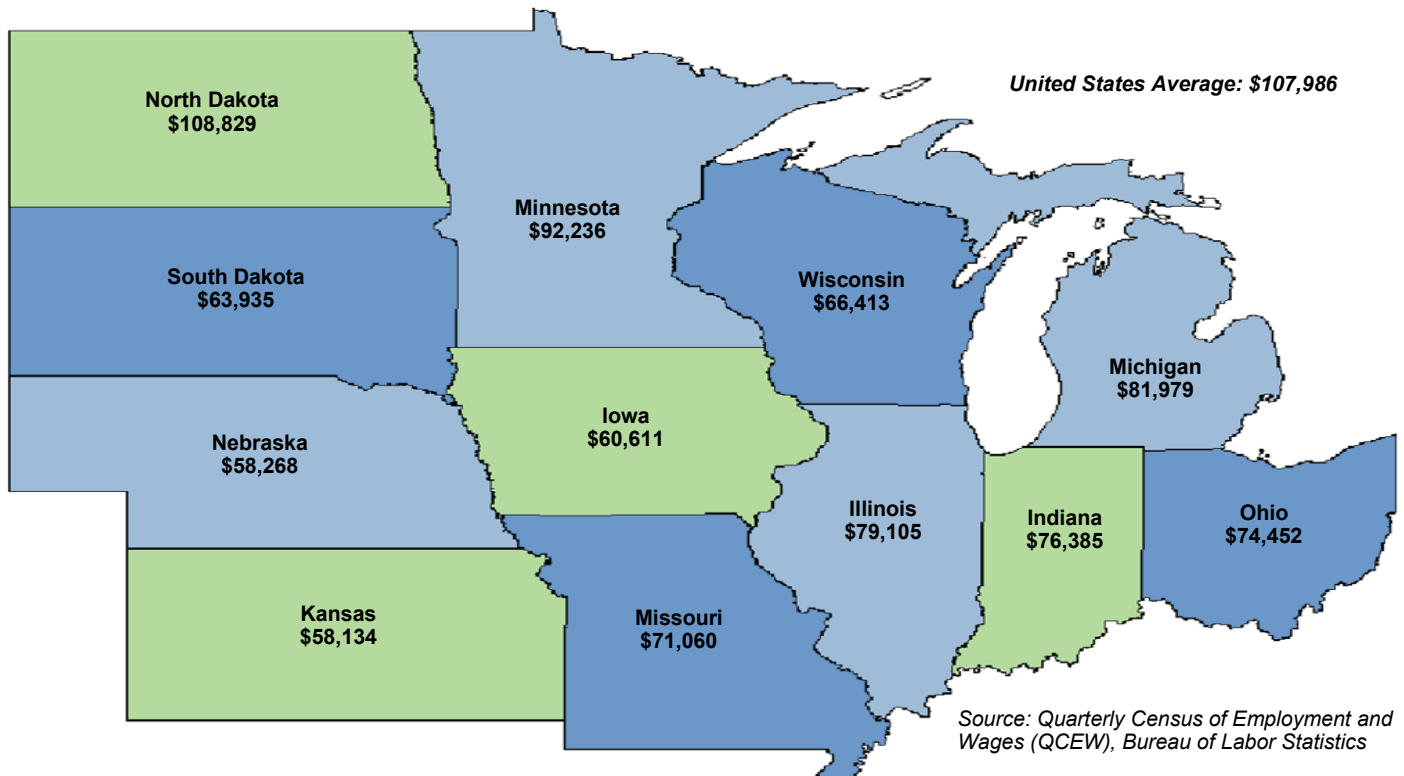 United States Average: $107,986
North Dakota
$108,829
Minnesota
$92,236
South Dakota
$63,935
Wisconsin
$66,413
Michigan
$81,979
Iowa
$60,611
Nebraska
$58,268
Illinois
$79,105
Indiana
$76,385
Ohio
$74,452
Kansas
$58,134
Missouri
$71,060
Source: Quarterly Census of Employment and
Wages (QCEW), Bureau of Labor Statistics